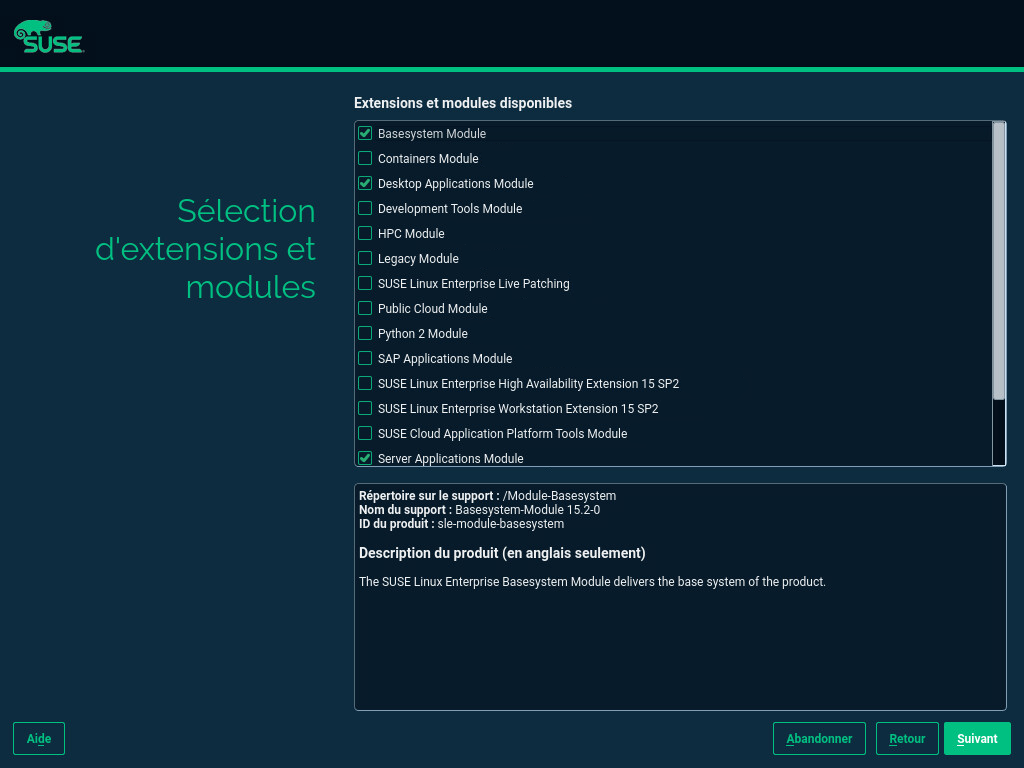 SUSE
Extensions et modules disponibles
Sélection
d'extensions et
modules
Basesystem Module
Containers Module
Desktop Applications Module
Development Tools Module
HPC Module
Legacy Module
SUSE Linux Enterprise Live Patching
Public Cloud Module
Python 2 Module
SAP Applications Module
SUSE Linux Enterprise High Availability Extension 15 SP2
SUSE Linux Enterprise Workstation Extension 15 SP2
SUSE Cloud Application Platform Tools Module
Server Applications Module
Répertoire sur le support : /Module-Basesystem
Nom du support : Basesystem-Module 15.2-0
ID du produit : sle-module-basesystem
Description du produit (en anglais seulement)
The SUSE Linux Enterprise Basesystem Module delivers the base system of the product.
Aide
Abandonner
Retour
Suivant